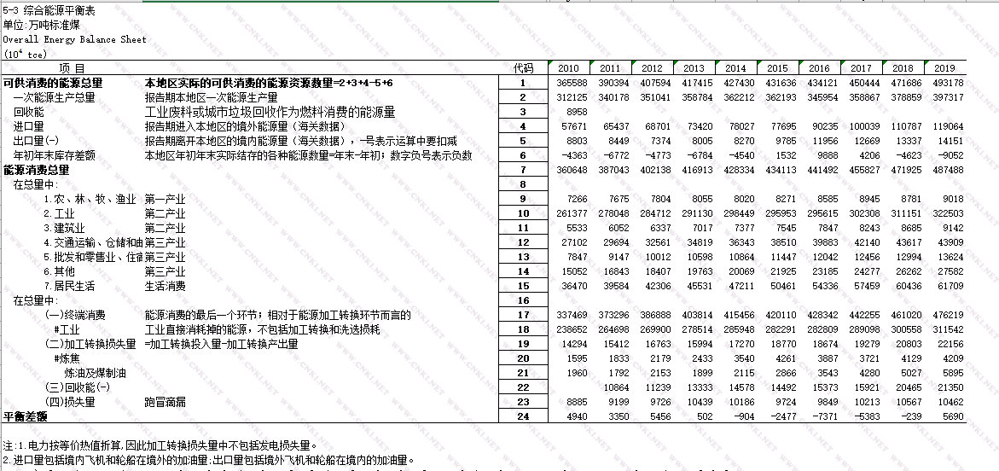 5-3 综合能源平衡表
单位:万吨标准煤
Overall Energy Balance Sheet
(10⁴ tce)
项 目 代码 2010 2011 2012 2013 2014 2015 2016 2017 2018 2019
可供消费的能源总量 本地区实际的可供消费的能源资源数量=2+3+4-5+6 1 365588 390394 407594 417415 427430 431636 434121 450444 471686 493178
一次能源生产总量 报告期本地区一次能源生产量 2 312125 340178 351041 358784 362212 362193 345954 358867 378859 397317
回收能 工业废料或城市垃圾回收作为燃料消费的能源量 3 8958
进口量 报告期进入本地区的境外能源量(海关数据) 4 57671 65437 68701 73420 78027 77695 90235 100039 110787 119064
出口量(-) 报告期离开本地区的境内能源量(海关数据),-号表示运算中要扣减 5 8803 8449 7374 8005 8270 9785 11956 12669 13337 14151
年初年末库存差额 本地区年初年末实际结存的各种能源数量=年末-年初;数字负号表示负数 6 -4363 -6772 -4773 -6784 -4540 1532 9888 4206 -4623 -9052
能源消费总量 7 360648 387043 402138 416913 428334 434113 441492 455827 471925 487488
在总量中: 8
1.农、林、牧、渔业 第一产业 9 7266 7675 7804 8055 8020 8271 8585 8945 8781 9018
2.工业 第二产业 10 261377 278048 284712 291130 298449 295953 295615 302308 311151 322503
3.建筑业 第二产业 11 5533 6052 6337 7017 7377 7545 7847 8243 8685 9142
4.交通运输、仓储和由 第三产业 12 27102 29694 32561 34819 36343 38510 39883 42140 43617 43909
5.批发和零售业、住宿 第三产业 13 7847 9147 10012 10598 10864 11447 12042 12456 12994 13624
6.其他 第三产业 14 15052 16843 18407 19763 20069 21925 23185 24277 26262 27582
7.居民生活 生活消费 15 36470 39584 42306 45531 47211 50461 54336 57459 60436 61709
在总量中: 16
(一)终端消费 能源消费的最后一个环节;相对于能源加工转换环节而言的 17 337469 373296 386888 403814 415456 420110 428342 442255 461020 476219
#工业 工业直接消耗掉的能源,不包括加工转换和洗选损耗 18 238652 264698 269900 278514 285948 282291 282809 289098 300558 311542
(二)加工转换损失量 =加工转换投入量-加工转换产出量 19 14294 15412 16763 15994 17270 18770 18674 19279 20803 22156
#炼焦 20 1595 1833 2179 2433 3540 4261 3887 3721 4129 4209
炼油及煤制油 21 1960 1792 2153 1899 2115 2866 3543 4280 5027 5895
(三)回收能(-) 22 10864 11239 13333 14578 14492 15373 15921 20465 21350
(四)损失量 跑冒滴漏 23 8885 9199 9726 10439 10186 9724 9849 10213 10567 10462
平衡差额 24 4940 3350 5456 502 -904 -2477 -7371 -5383 -239 5690
注:1.电力按等价热值折算,因此加工转换损失量中不包括发电损失量。
2.进口量包括境内飞机和轮船在境外的加油量;出口量包括境外飞机和轮船在境内的加油量。